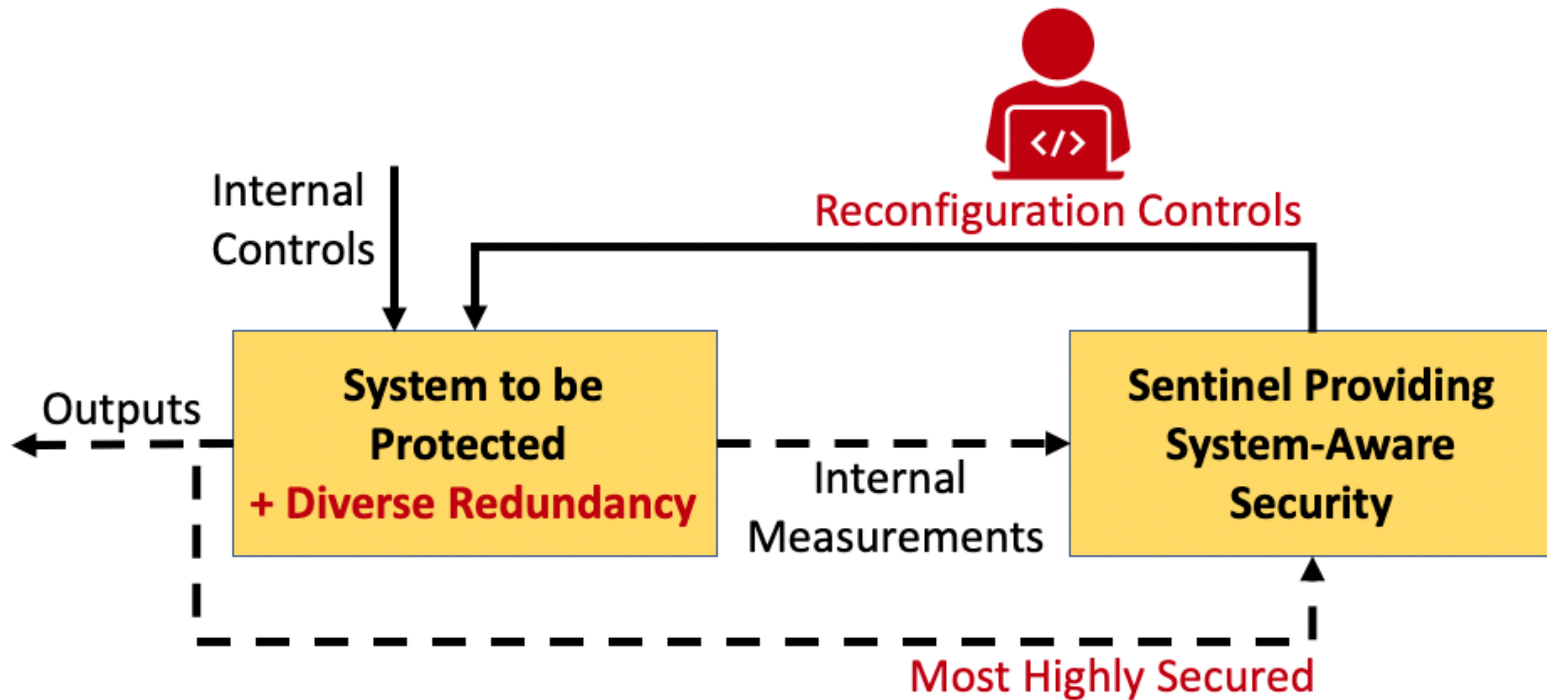 </>
Reconfiguration Controls
Internal
Controls
Outputs
System to be
Protected
+ Diverse Redundancy
Internal
Measurements
Sentinel Providing
System-Aware
Security
Most Highly Secured